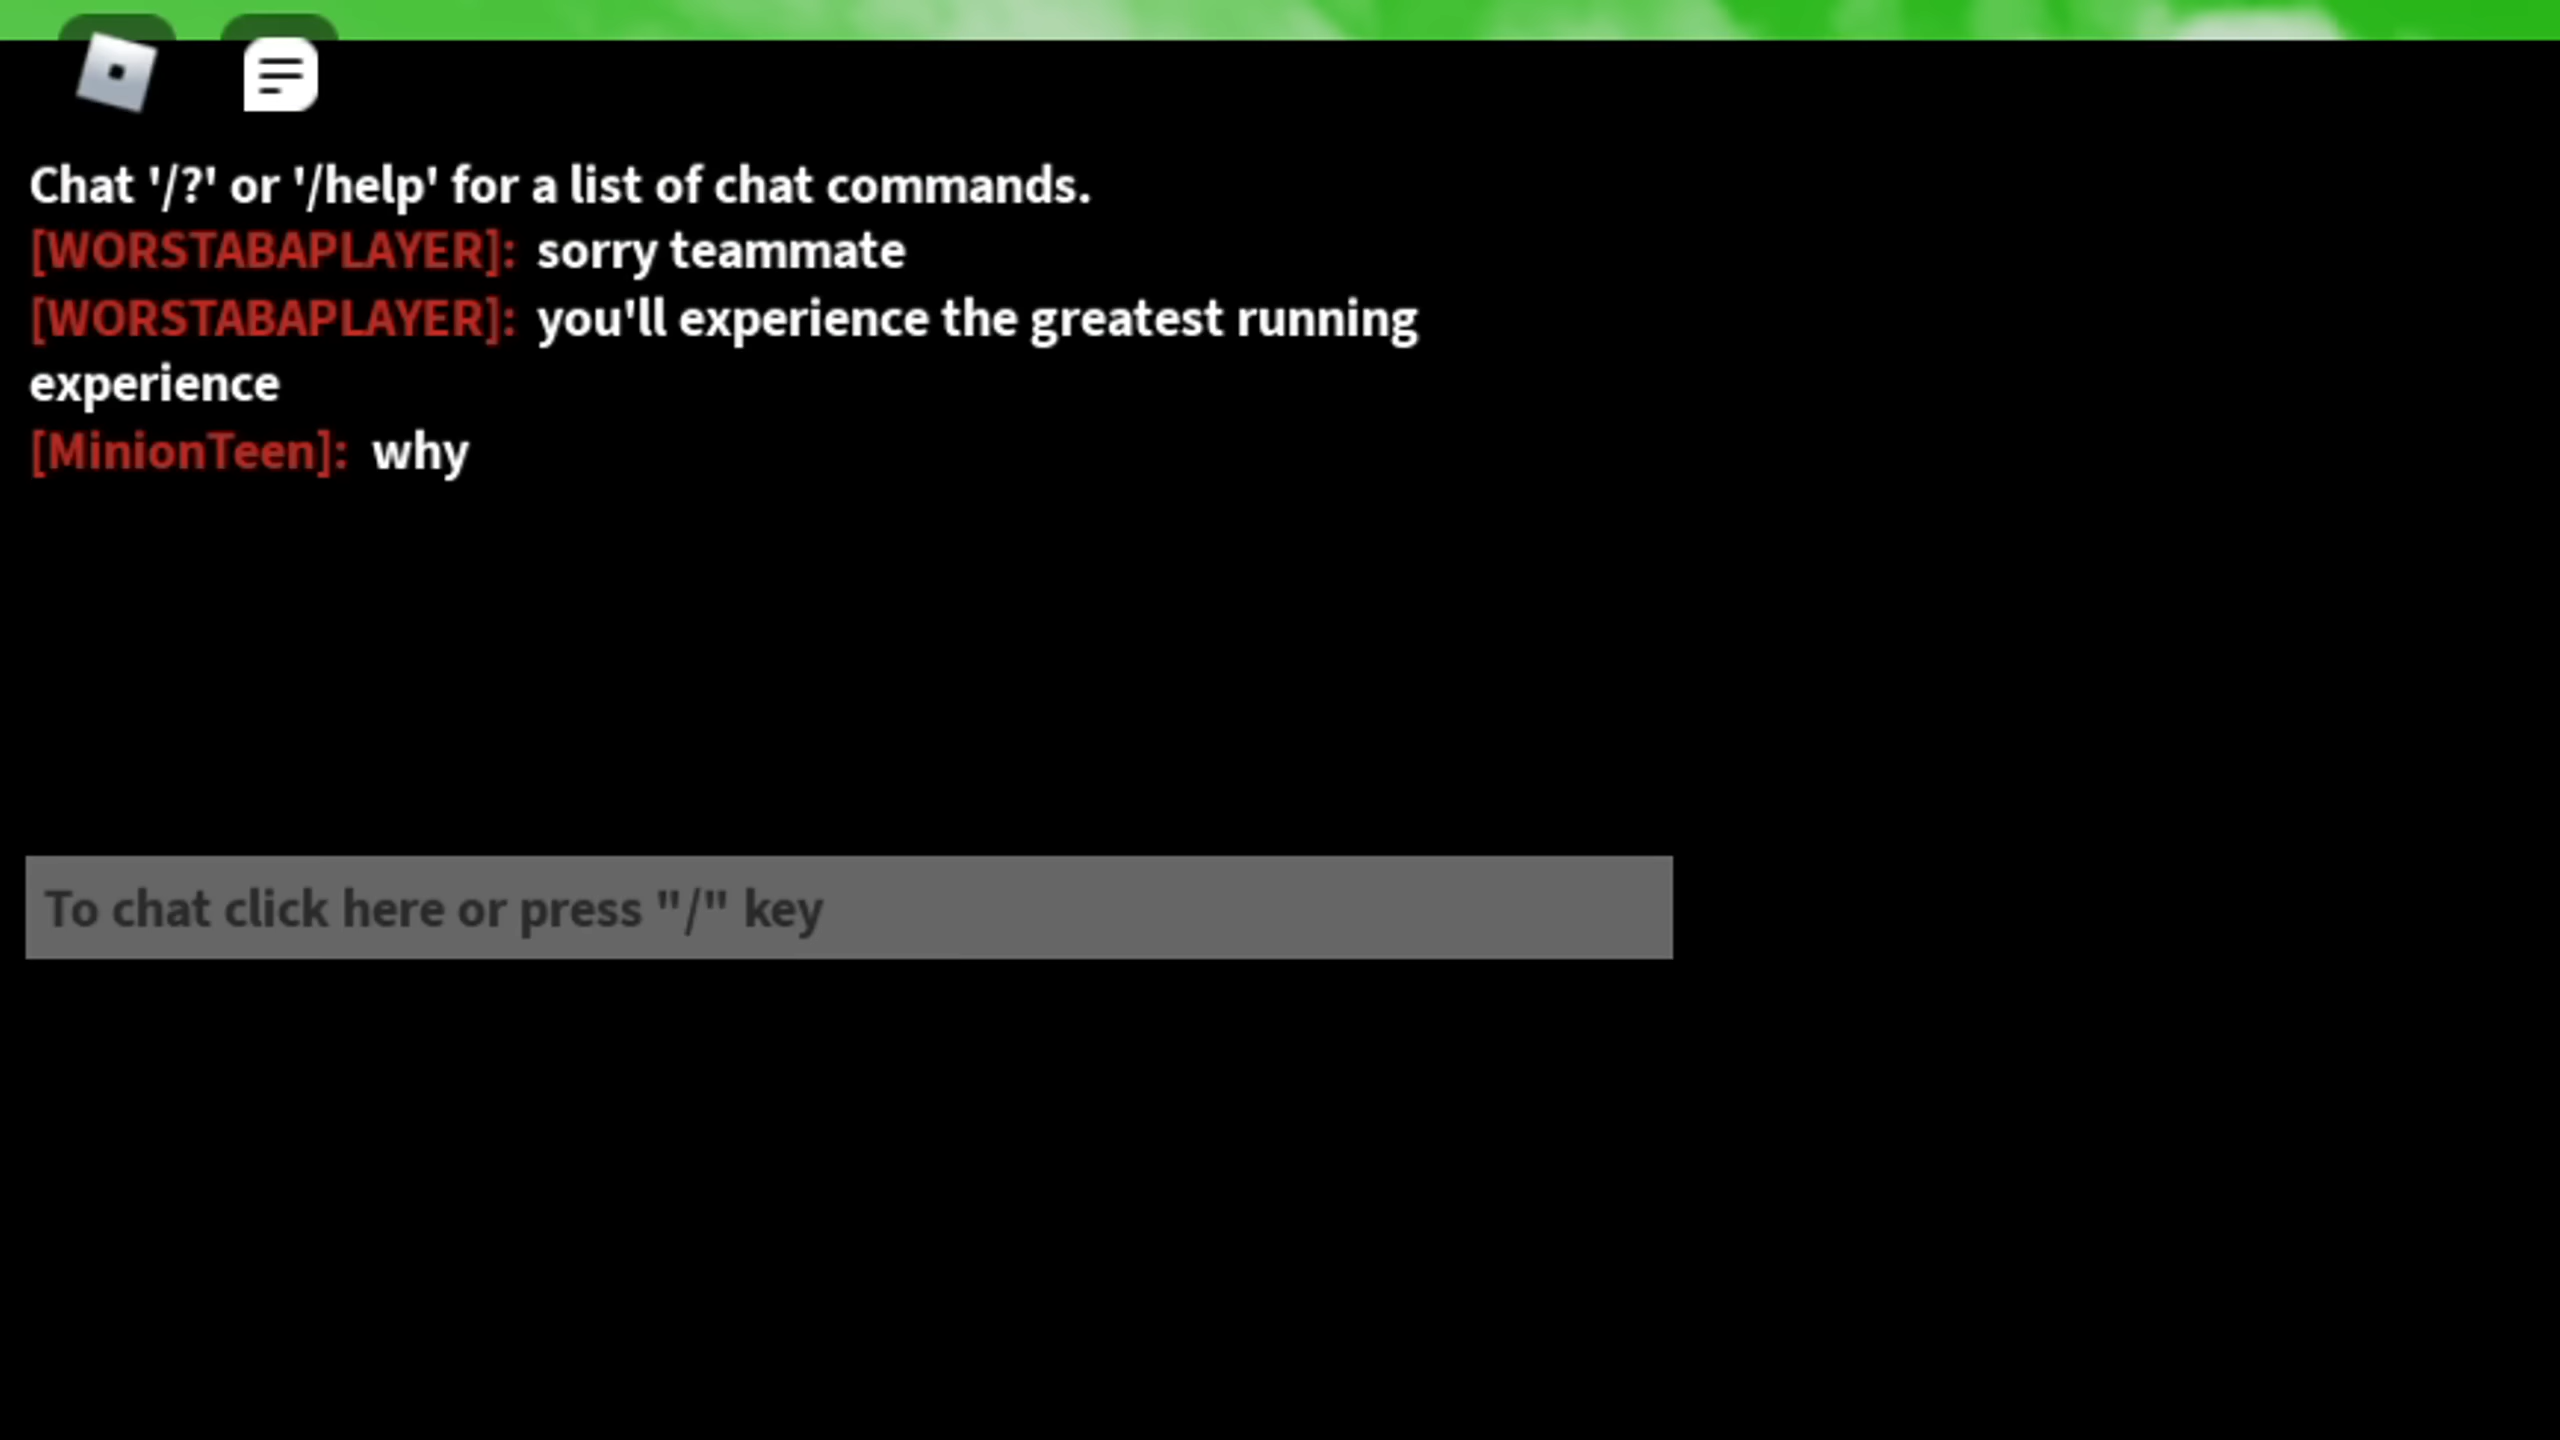 Chat '/?' or '/help' for a list of chat commands.
[WORSTABAPLAYER]: sorry teammate
[WORSTABAPLAYER]: you'll experience the greatest running
experience
[MinionTeen]: why
To chat click here or press "/" key